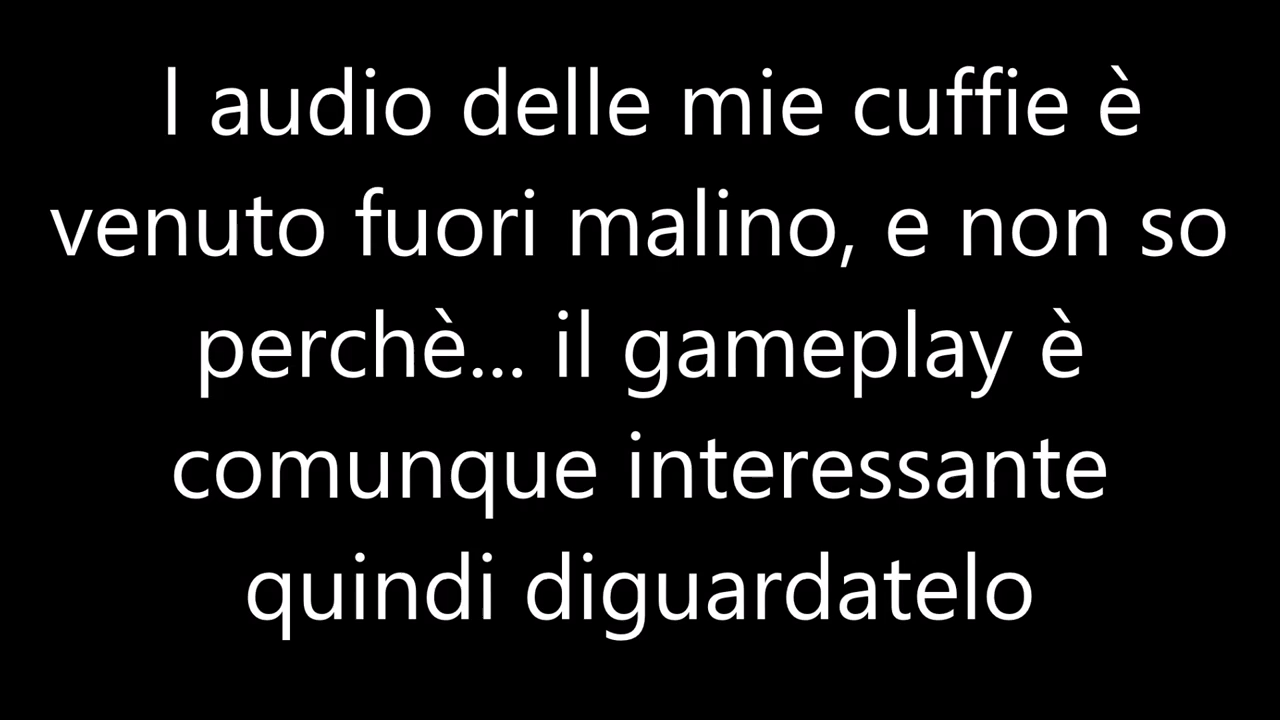 l audio delle mie cuffie è
venuto fuori malino, e non so
perchè... il gameplay è
comunque interessante
quindi diguardatelo